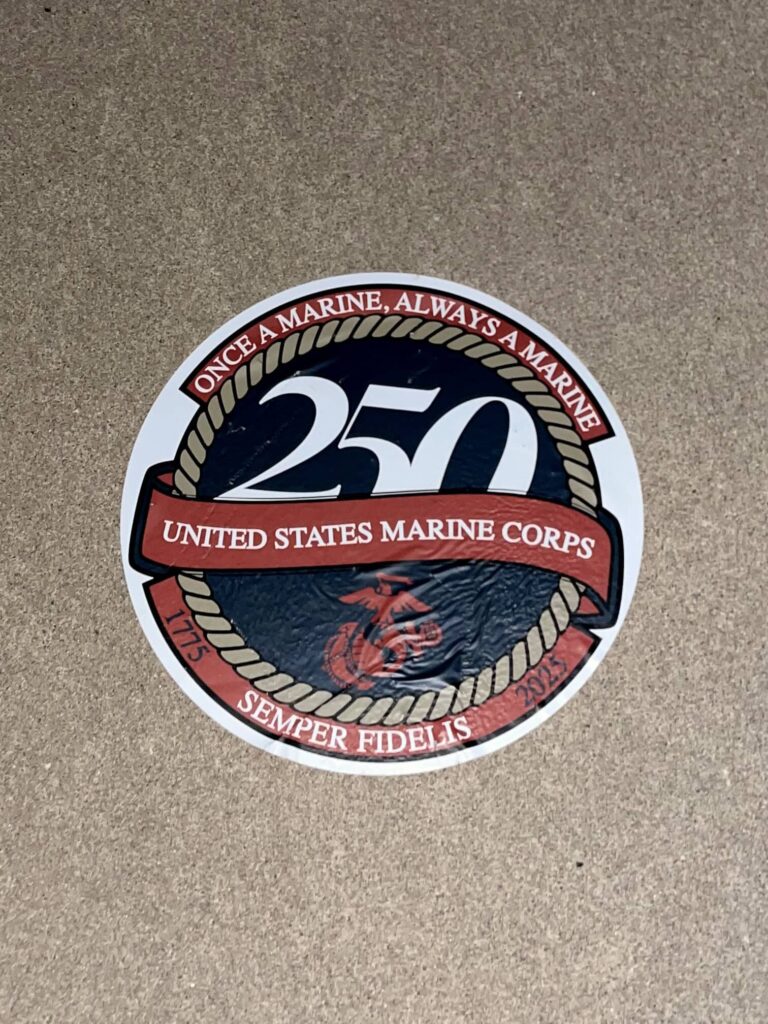 ONCE A MARINE, ALWAYS A MARINE
250
UNITED STATES MARINE CORPS
1775
2025
SEMPER FIDELIS